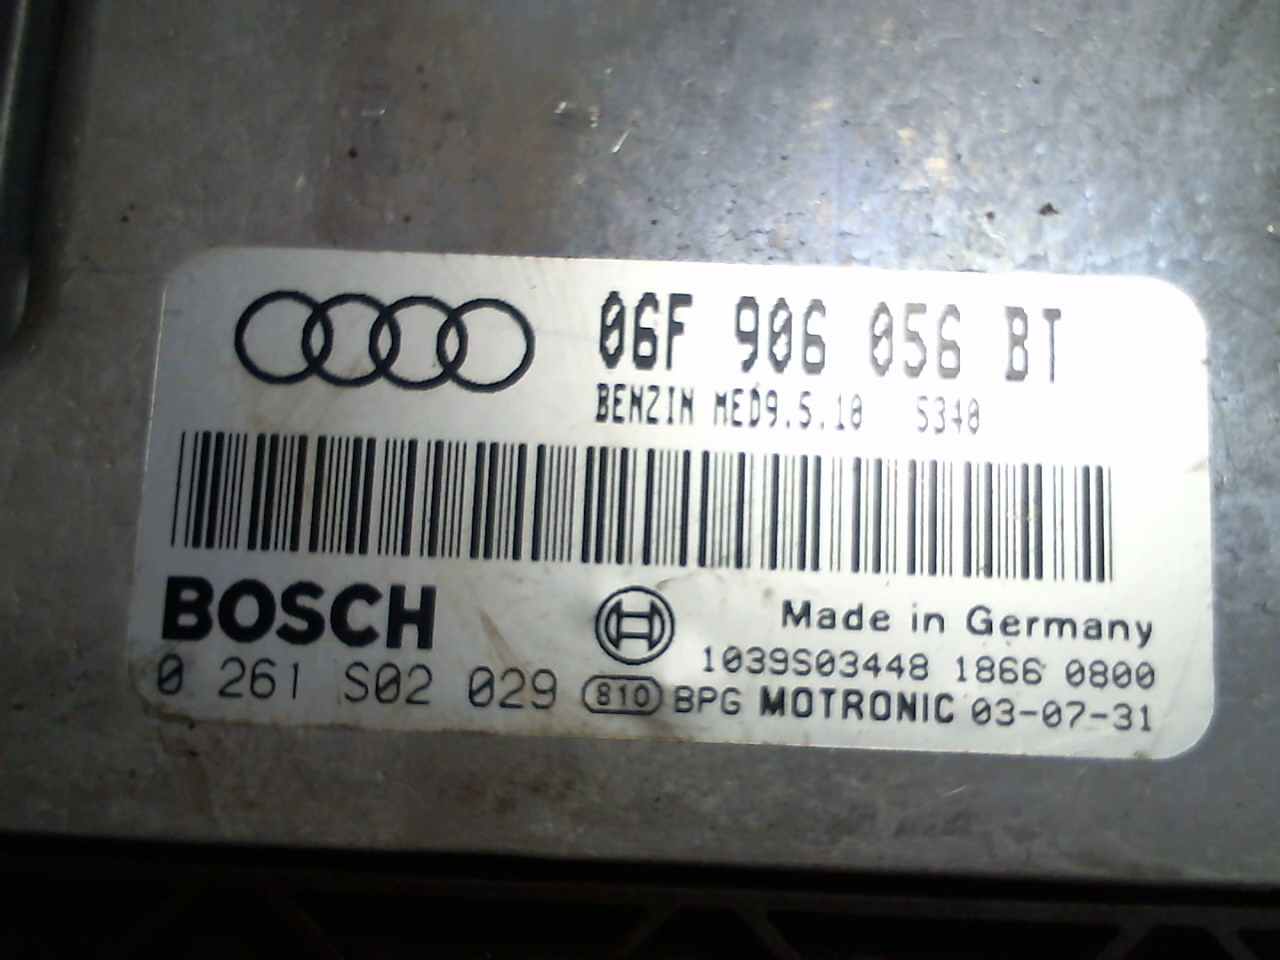 06F 906 056 BT
BENZIN MED9.5.10 5340
BOSCH
Made in Germany
1039S03448 1866 0800
0 261 S02 029 810 BPG MOTRONIC 03-07-31